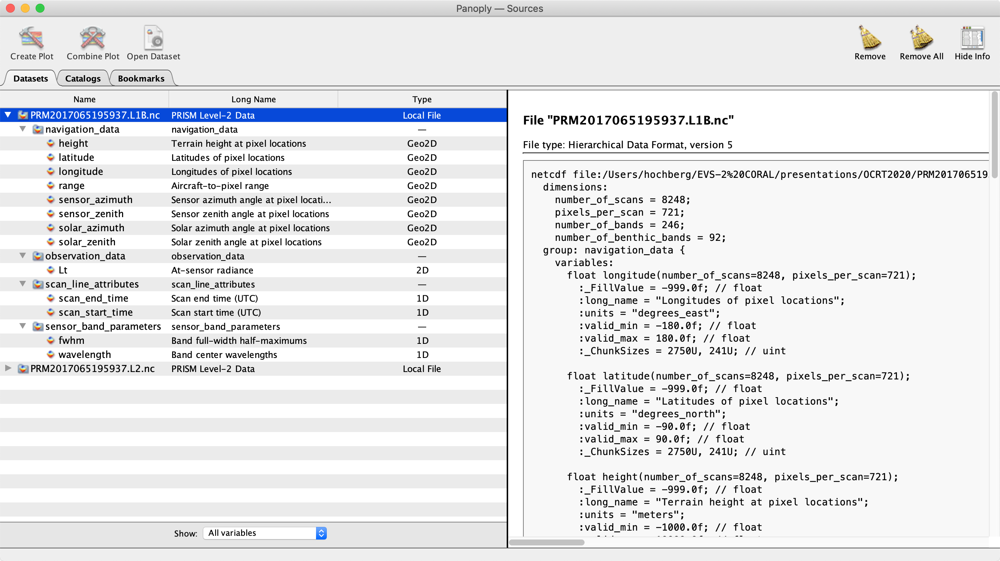 Panoply — Sources
Create Plot
Combine Plot
Open Dataset
Remove
Remove All
Hide Info
Datasets
Catalogs
Bookmarks
Name Long Name Type
PRM2017065195937.L1B.nc PRISM Level-2 Data Local File
navigation_data navigation_data —
height Terrain height at pixel locations Geo2D
latitude Latitudes of pixel locations Geo2D
longitude Longitudes of pixel locations Geo2D
range Aircraft-to-pixel range Geo2D
sensor_azimuth Sensor azimuth angle at pixel locati... Geo2D
sensor_zenith Sensor zenith angle at pixel locations Geo2D
solar_azimuth Solar azimuth angle at pixel locations Geo2D
solar_zenith Solar zenith angle at pixel locations Geo2D
observation_data observation_data —
Lt At-sensor radiance 2D
scan_line_attributes scan_line_attributes —
scan_end_time Scan end time (UTC) 1D
scan_start_time Scan start time (UTC) 1D
sensor_band_parameters sensor_band_parameters —
fwhm Band full-width half-maximums 1D
wavelength Band center wavelengths 1D
PRM2017065195937.L2.nc PRISM Level-2 Data Local File
Show: All variables
File "PRM2017065195937.L1B.nc"
File type: Hierarchical Data Format, version 5
netcdf file:/Users/hochberg/EVS-2%20CORAL/presentations/OCRT2020/PRM201706519
dimensions:
number_of_scans = 8248;
pixels_per_scan = 721;
number_of_bands = 246;
number_of_benthic_bands = 92;
group: navigation_data {
variables:
float longitude(number_of_scans=8248, pixels_per_scan=721);
:_FillValue = -999.0f; // float
:long_name = "Longitudes of pixel locations";
:units = "degrees_east";
:valid_min = -180.0f; // float
:valid_max = 180.0f; // float
:_ChunkSizes = 2750U, 241U; // uint
float latitude(number_of_scans=8248, pixels_per_scan=721);
:_FillValue = -999.0f; // float
:long_name = "Latitudes of pixel locations";
:units = "degrees_north";
:valid_min = -90.0f; // float
:valid_max = 90.0f; // float
:_ChunkSizes = 2750U, 241U; // uint
float height(number_of_scans=8248, pixels_per_scan=721);
:_FillValue = -999.0f; // float
:long_name = "Terrain height at pixel locations";
:units = "meters";
:valid_min = -1000.0f; // float